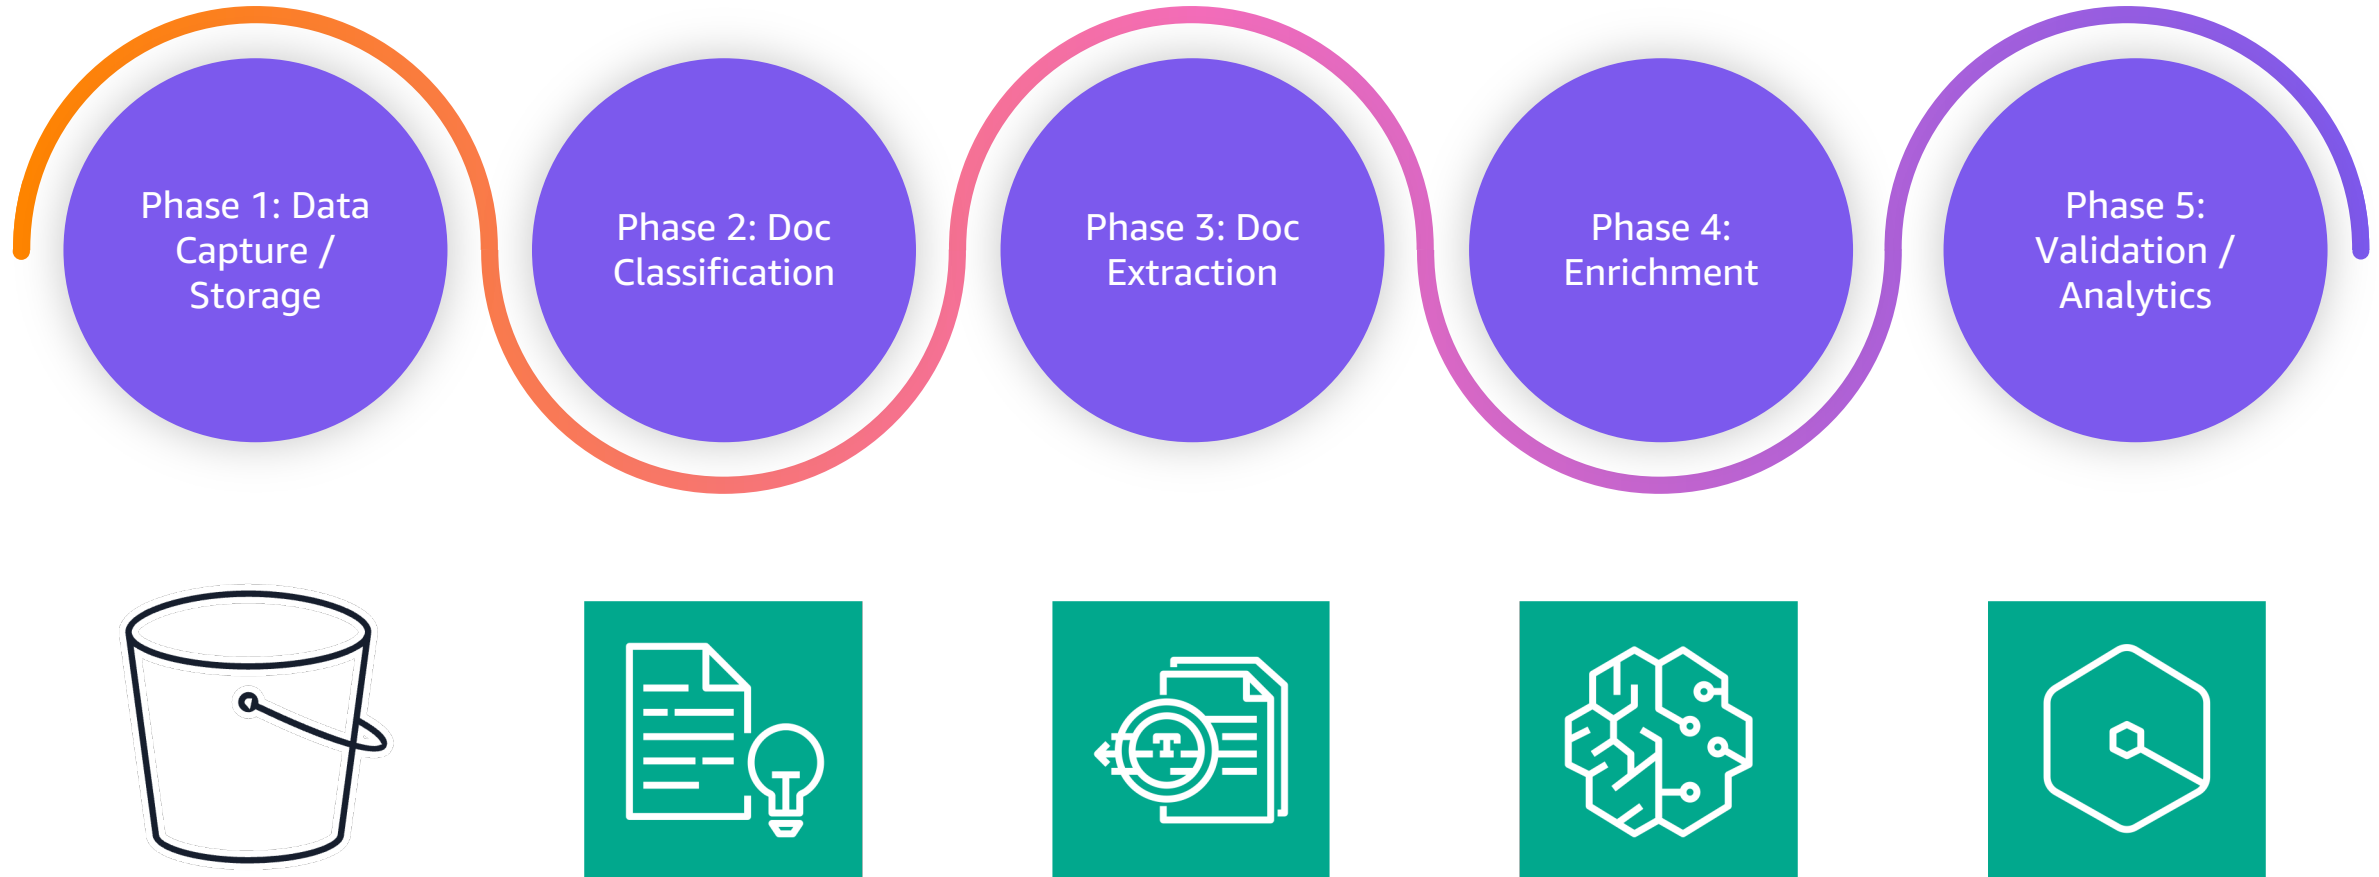 Phase 1: Data
Capture /
Storage
Phase 2: Doc
Classification
Phase 3: Doc
Extraction
Phase 4:
Enrichment
Phase 5:
Validation /
Analytics
T